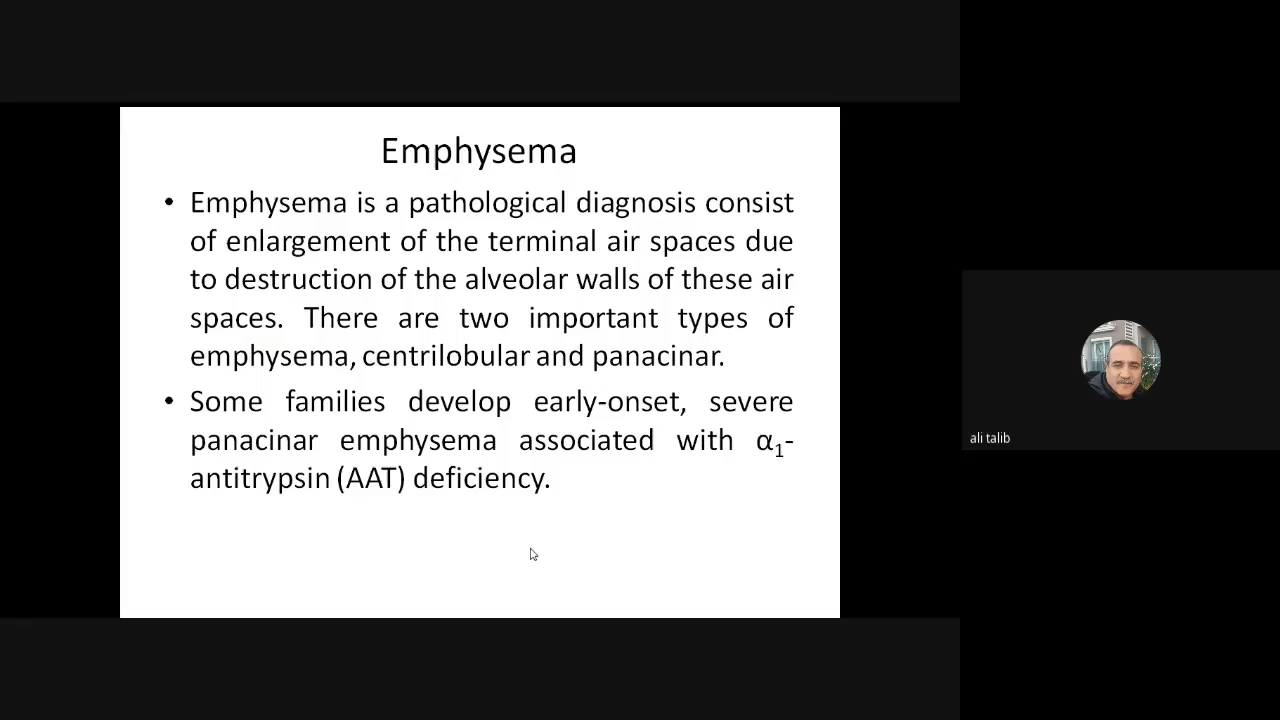 Emphysema
• Emphysema is a pathological diagnosis consist
of enlargement of the terminal air spaces due
to destruction of the alveolar walls of these air
spaces. There are two important types of
emphysema, centrilobular and panacinar.
• Some families develop early-onset, severe
panacinar emphysema associated with α₁-
antitrypsin (AAT) deficiency.
ali talib